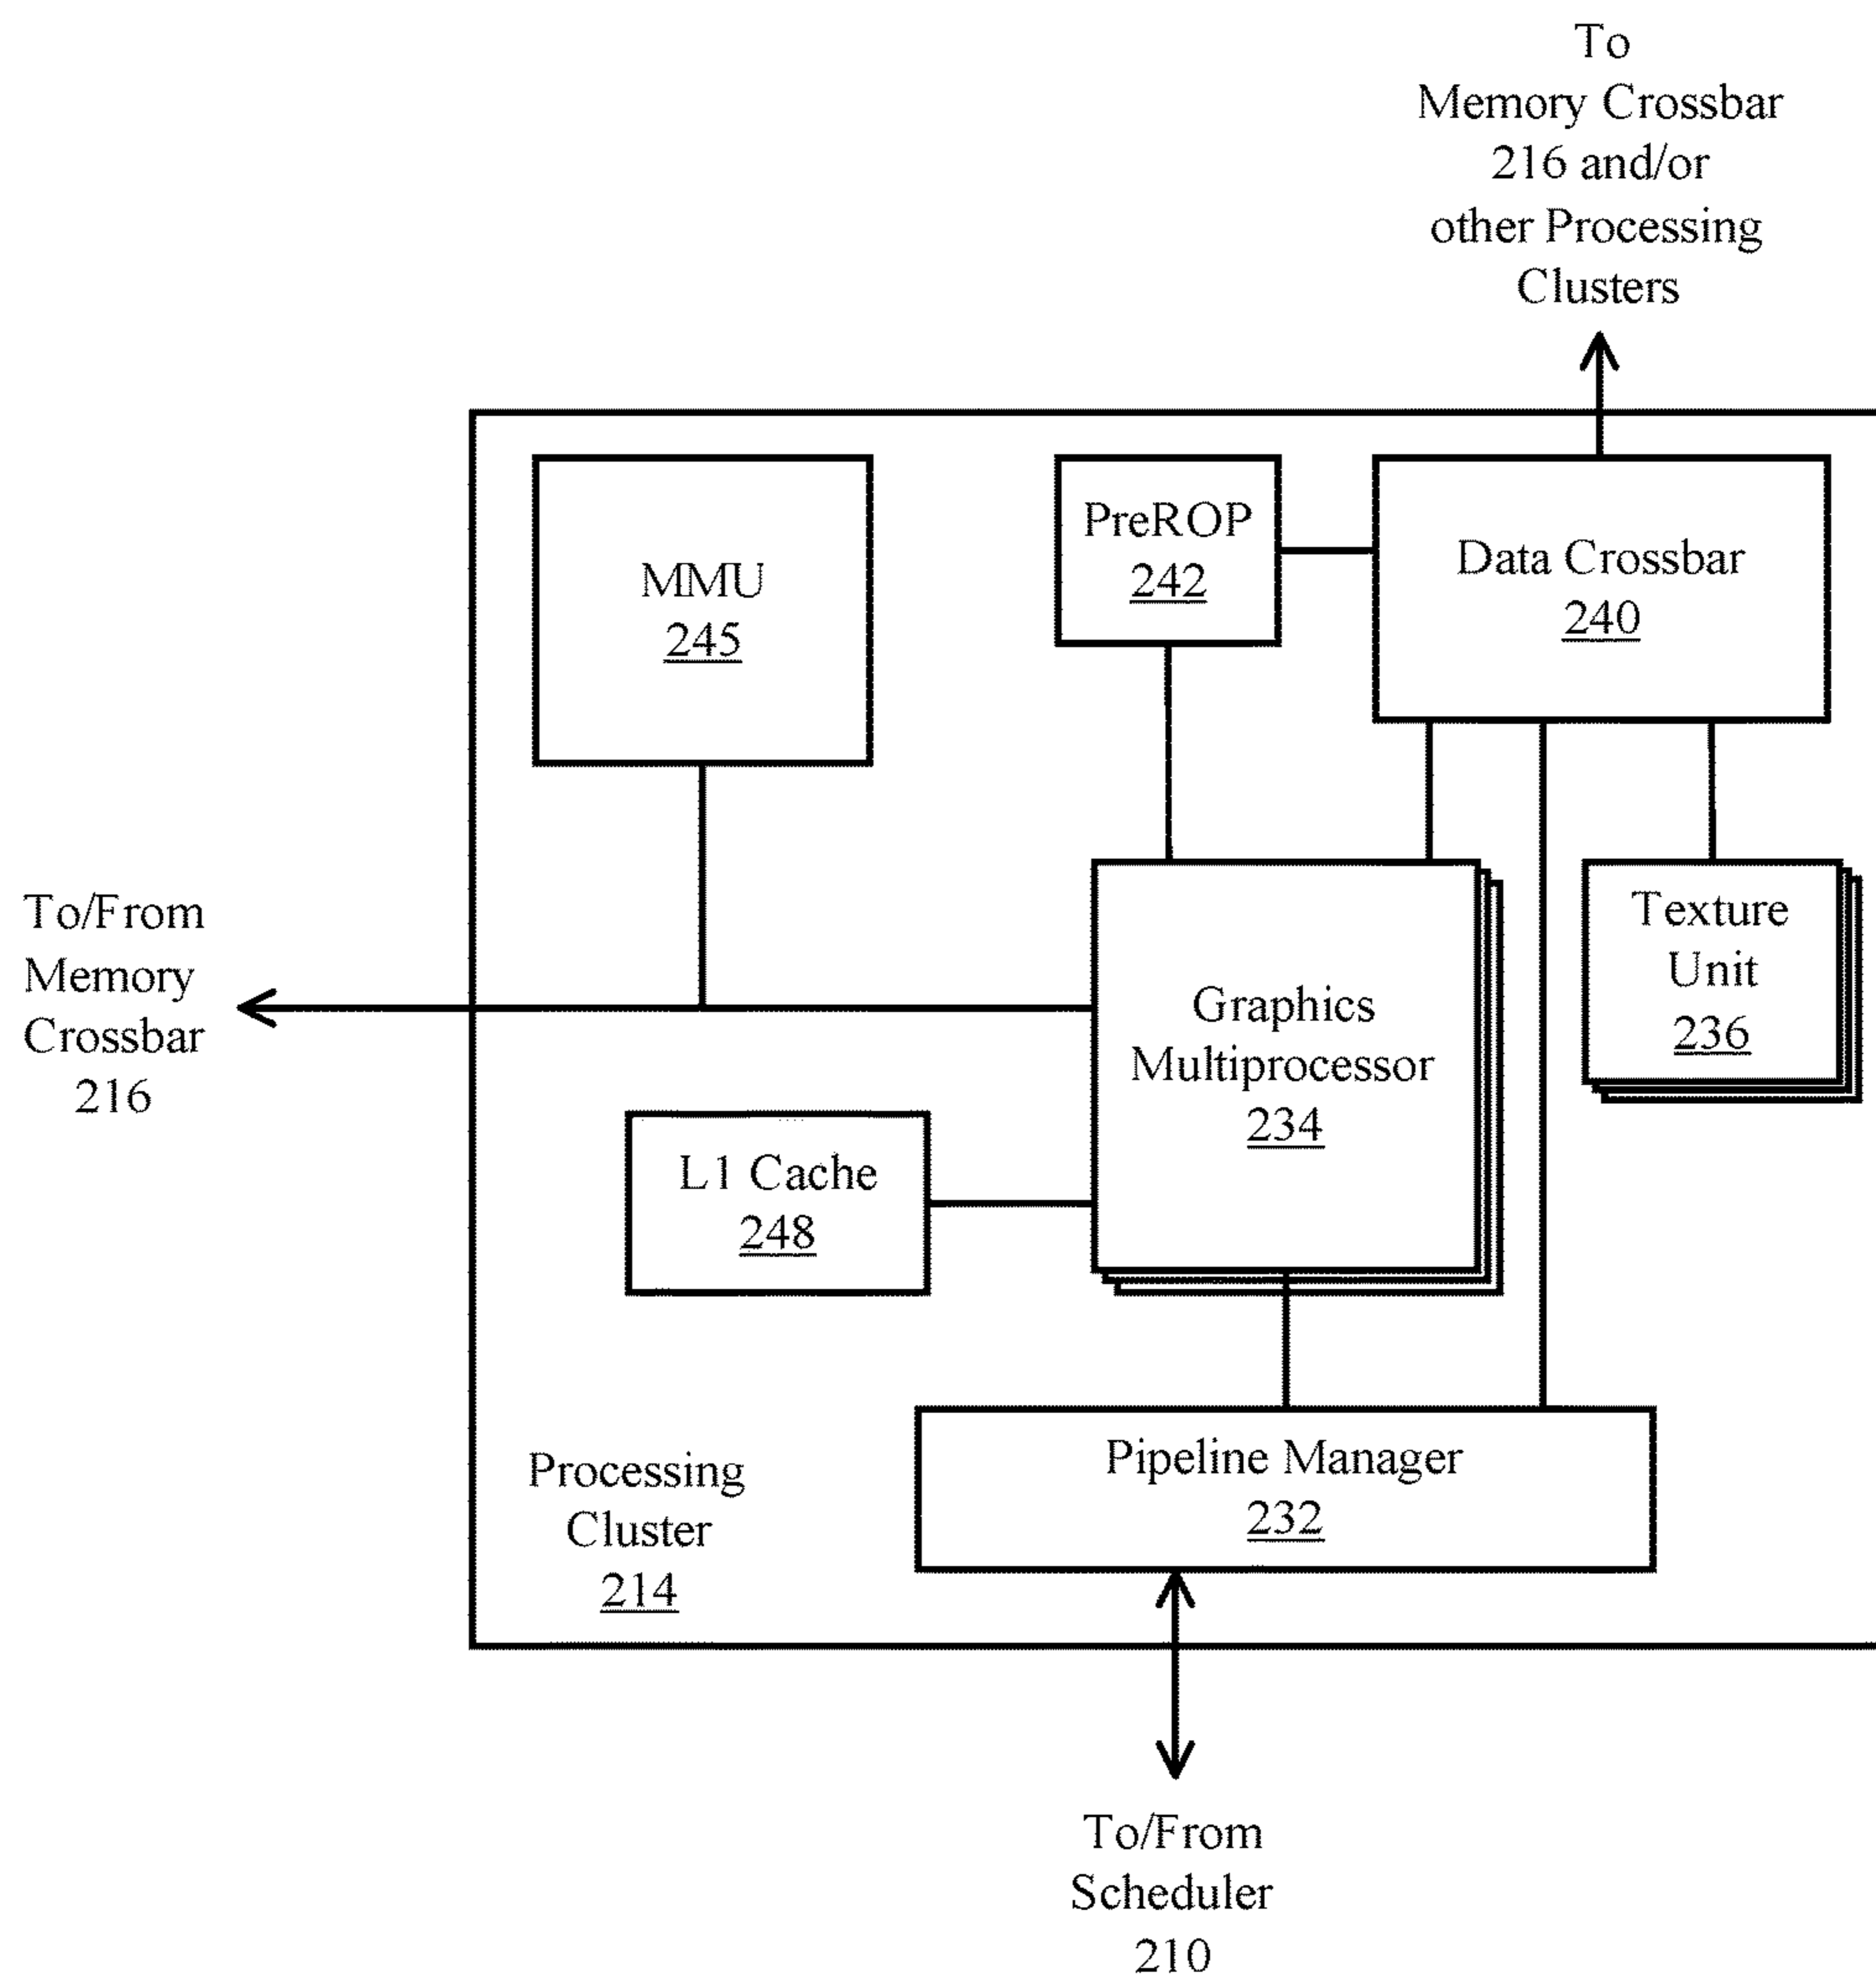 To
Memory Crossbar
216 and/or
other Processing
Clusters
MMU
245
PreROP
242
Data Crossbar
240
To/From
Memory
Crossbar
216
Graphics
Multiprocessor
234
Texture
Unit
236
L1 Cache
248
Pipeline Manager
232
Processing
Cluster
214
To/From
Scheduler
210